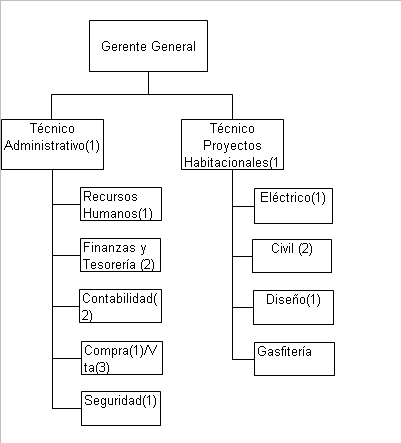 Gerente General
Técnico
Administrativo(1)
Técnico
Proyectos
Habitacionales(1
Recursos
Humanos(1)
Finanzas y
Tesorería (2)
Contabilidad(
2)
Compra(1)/V
ta(3)
Seguridad(1)
Eléctrico(1)
Civil (2)
Diseño(1)
Gasfitería